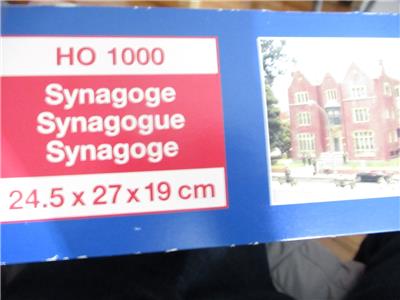 HO 1000
Synagoge
Synagogue
Synagoge
24.5 x 27 x 19 cm